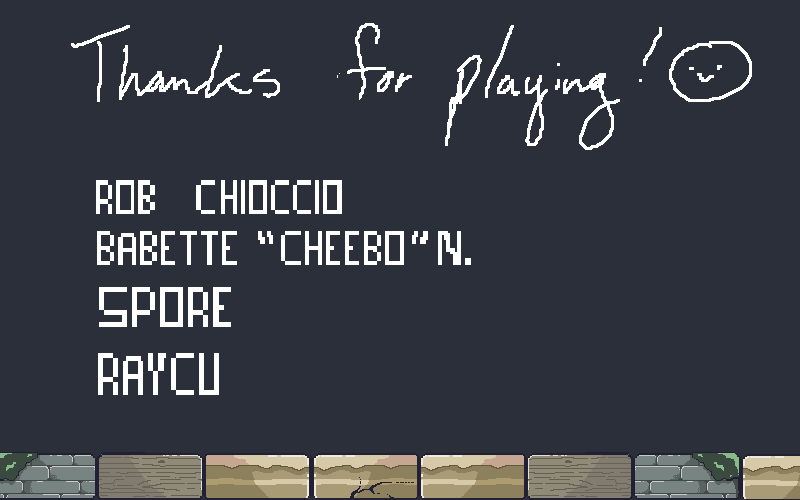 Thanks for playing!
ROB CHIOCCIO
BABETTE "CHEEBO" N.
SPORE
RAYCU